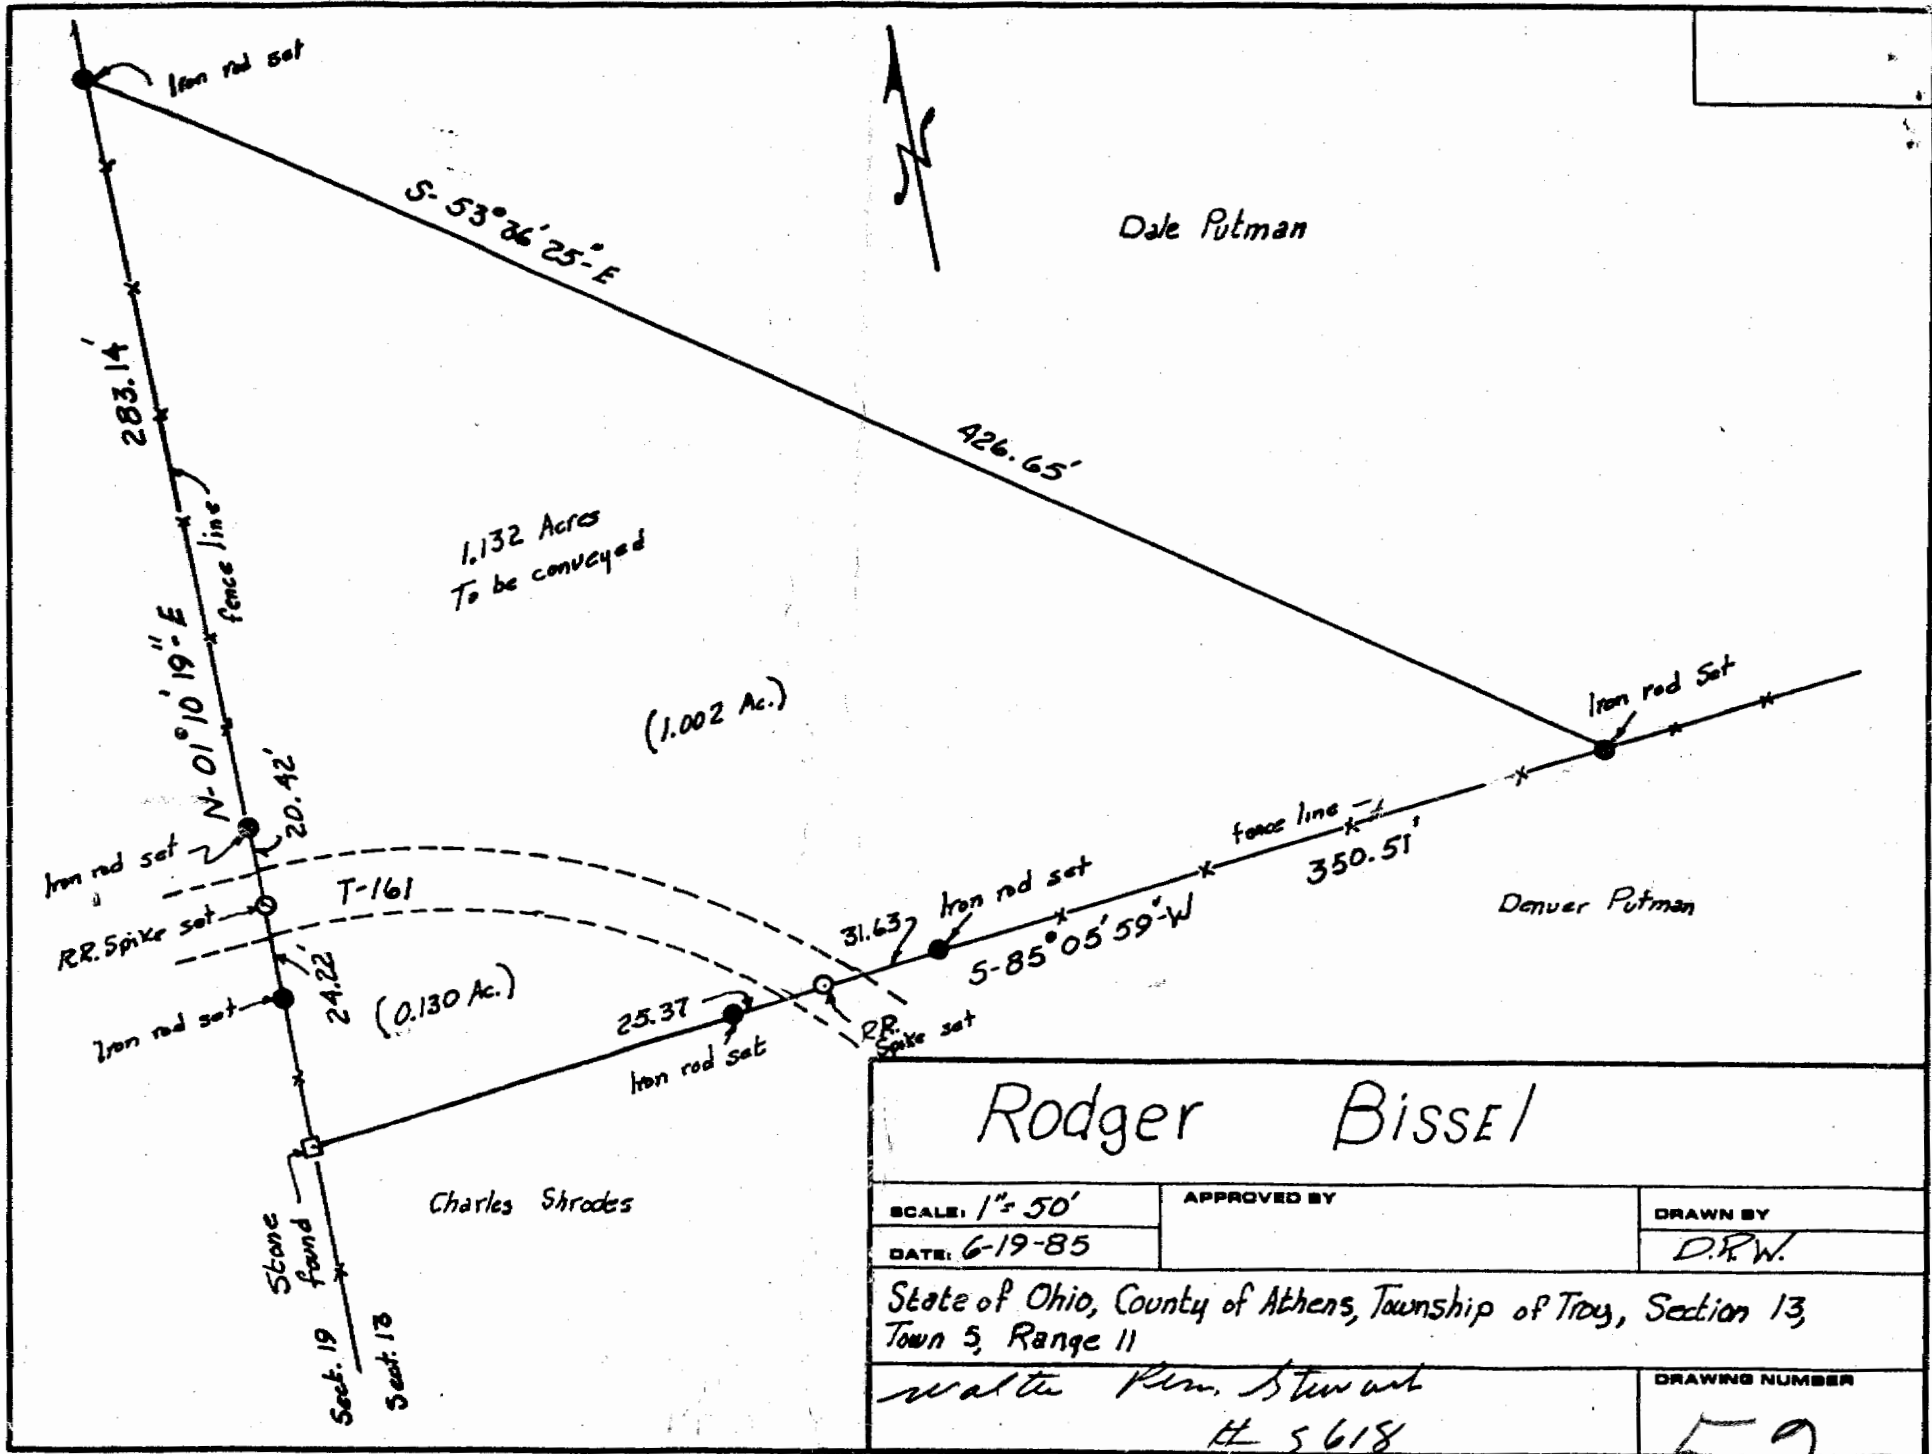 Iron rod set
S-53°36'25"-E
Dale Putman
283.14'
426.65'
fence line
1.132 Acres
To be conveyed
N-01°10'19"-E
(1.002 Ac.)
Iron rod set
20.42'
Iron rod set
fence line
350.51'
Iron rod set
S-85°05'59"-W
31.63
Denver Putman
T-161
RR. Spike set
24.22'
(0.130 Ac.)
25.37
Iron rod set
Iron rod set
RR.
Spike set
Stone
found
Charles Shrodes
Sect. 19
Sect. 13
Rodger Bissel
SCALE: 1"=50'
APPROVED BY
DRAWN BY
DATE: 6-19-85
D.R.W.
State of Ohio, County of Athens, Township of Troy, Section 13,
Town 5, Range 11
Walter Stewart
# 5618
DRAWING NUMBER